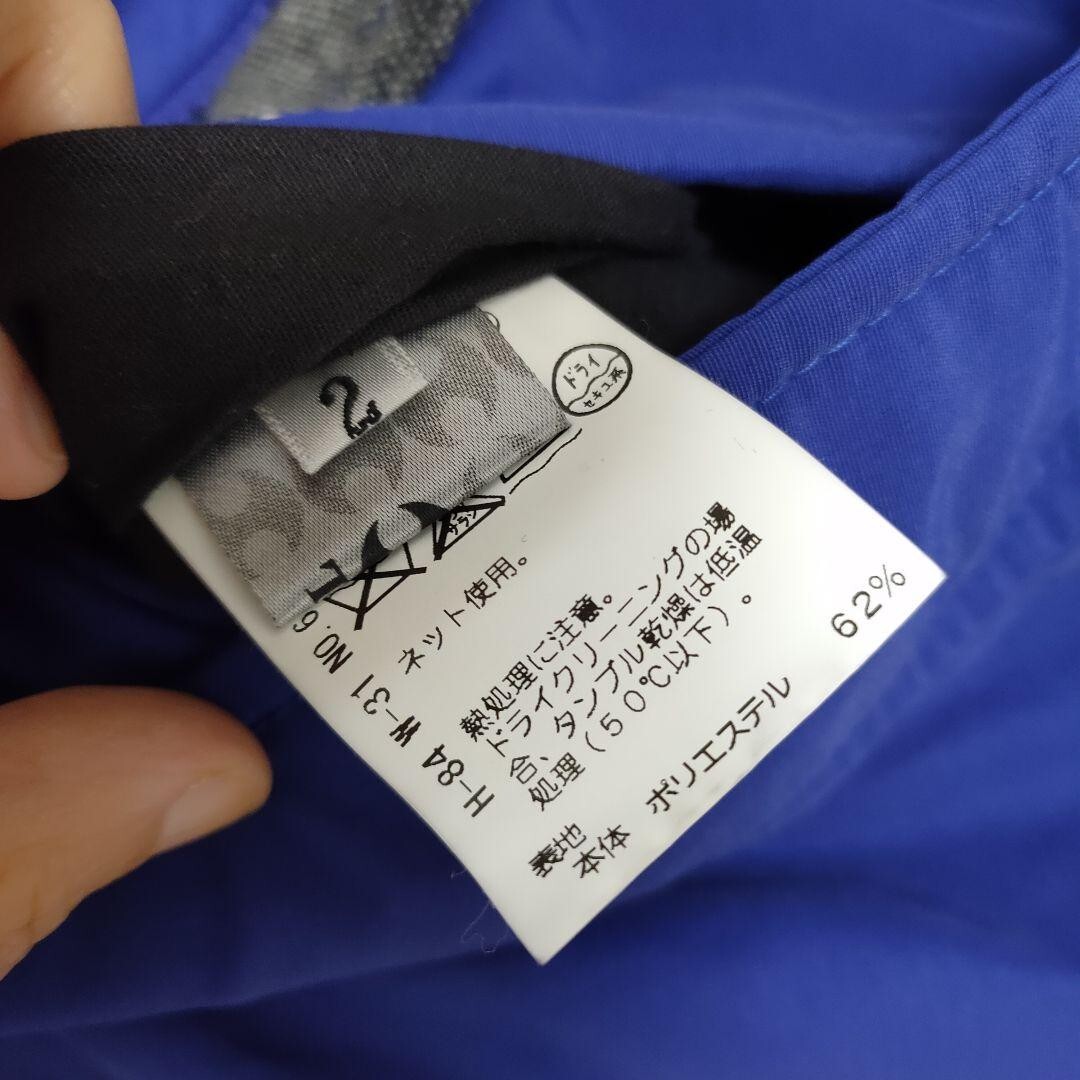 2
ドライ
セキユ系
ネット使用。
熱処理に注意。
ドライクリーニングの場
合、タンブル乾燥は低温
処理(50℃以下)。
表地
本体 ポリエステル 62%
H-84 W-31 NO.6